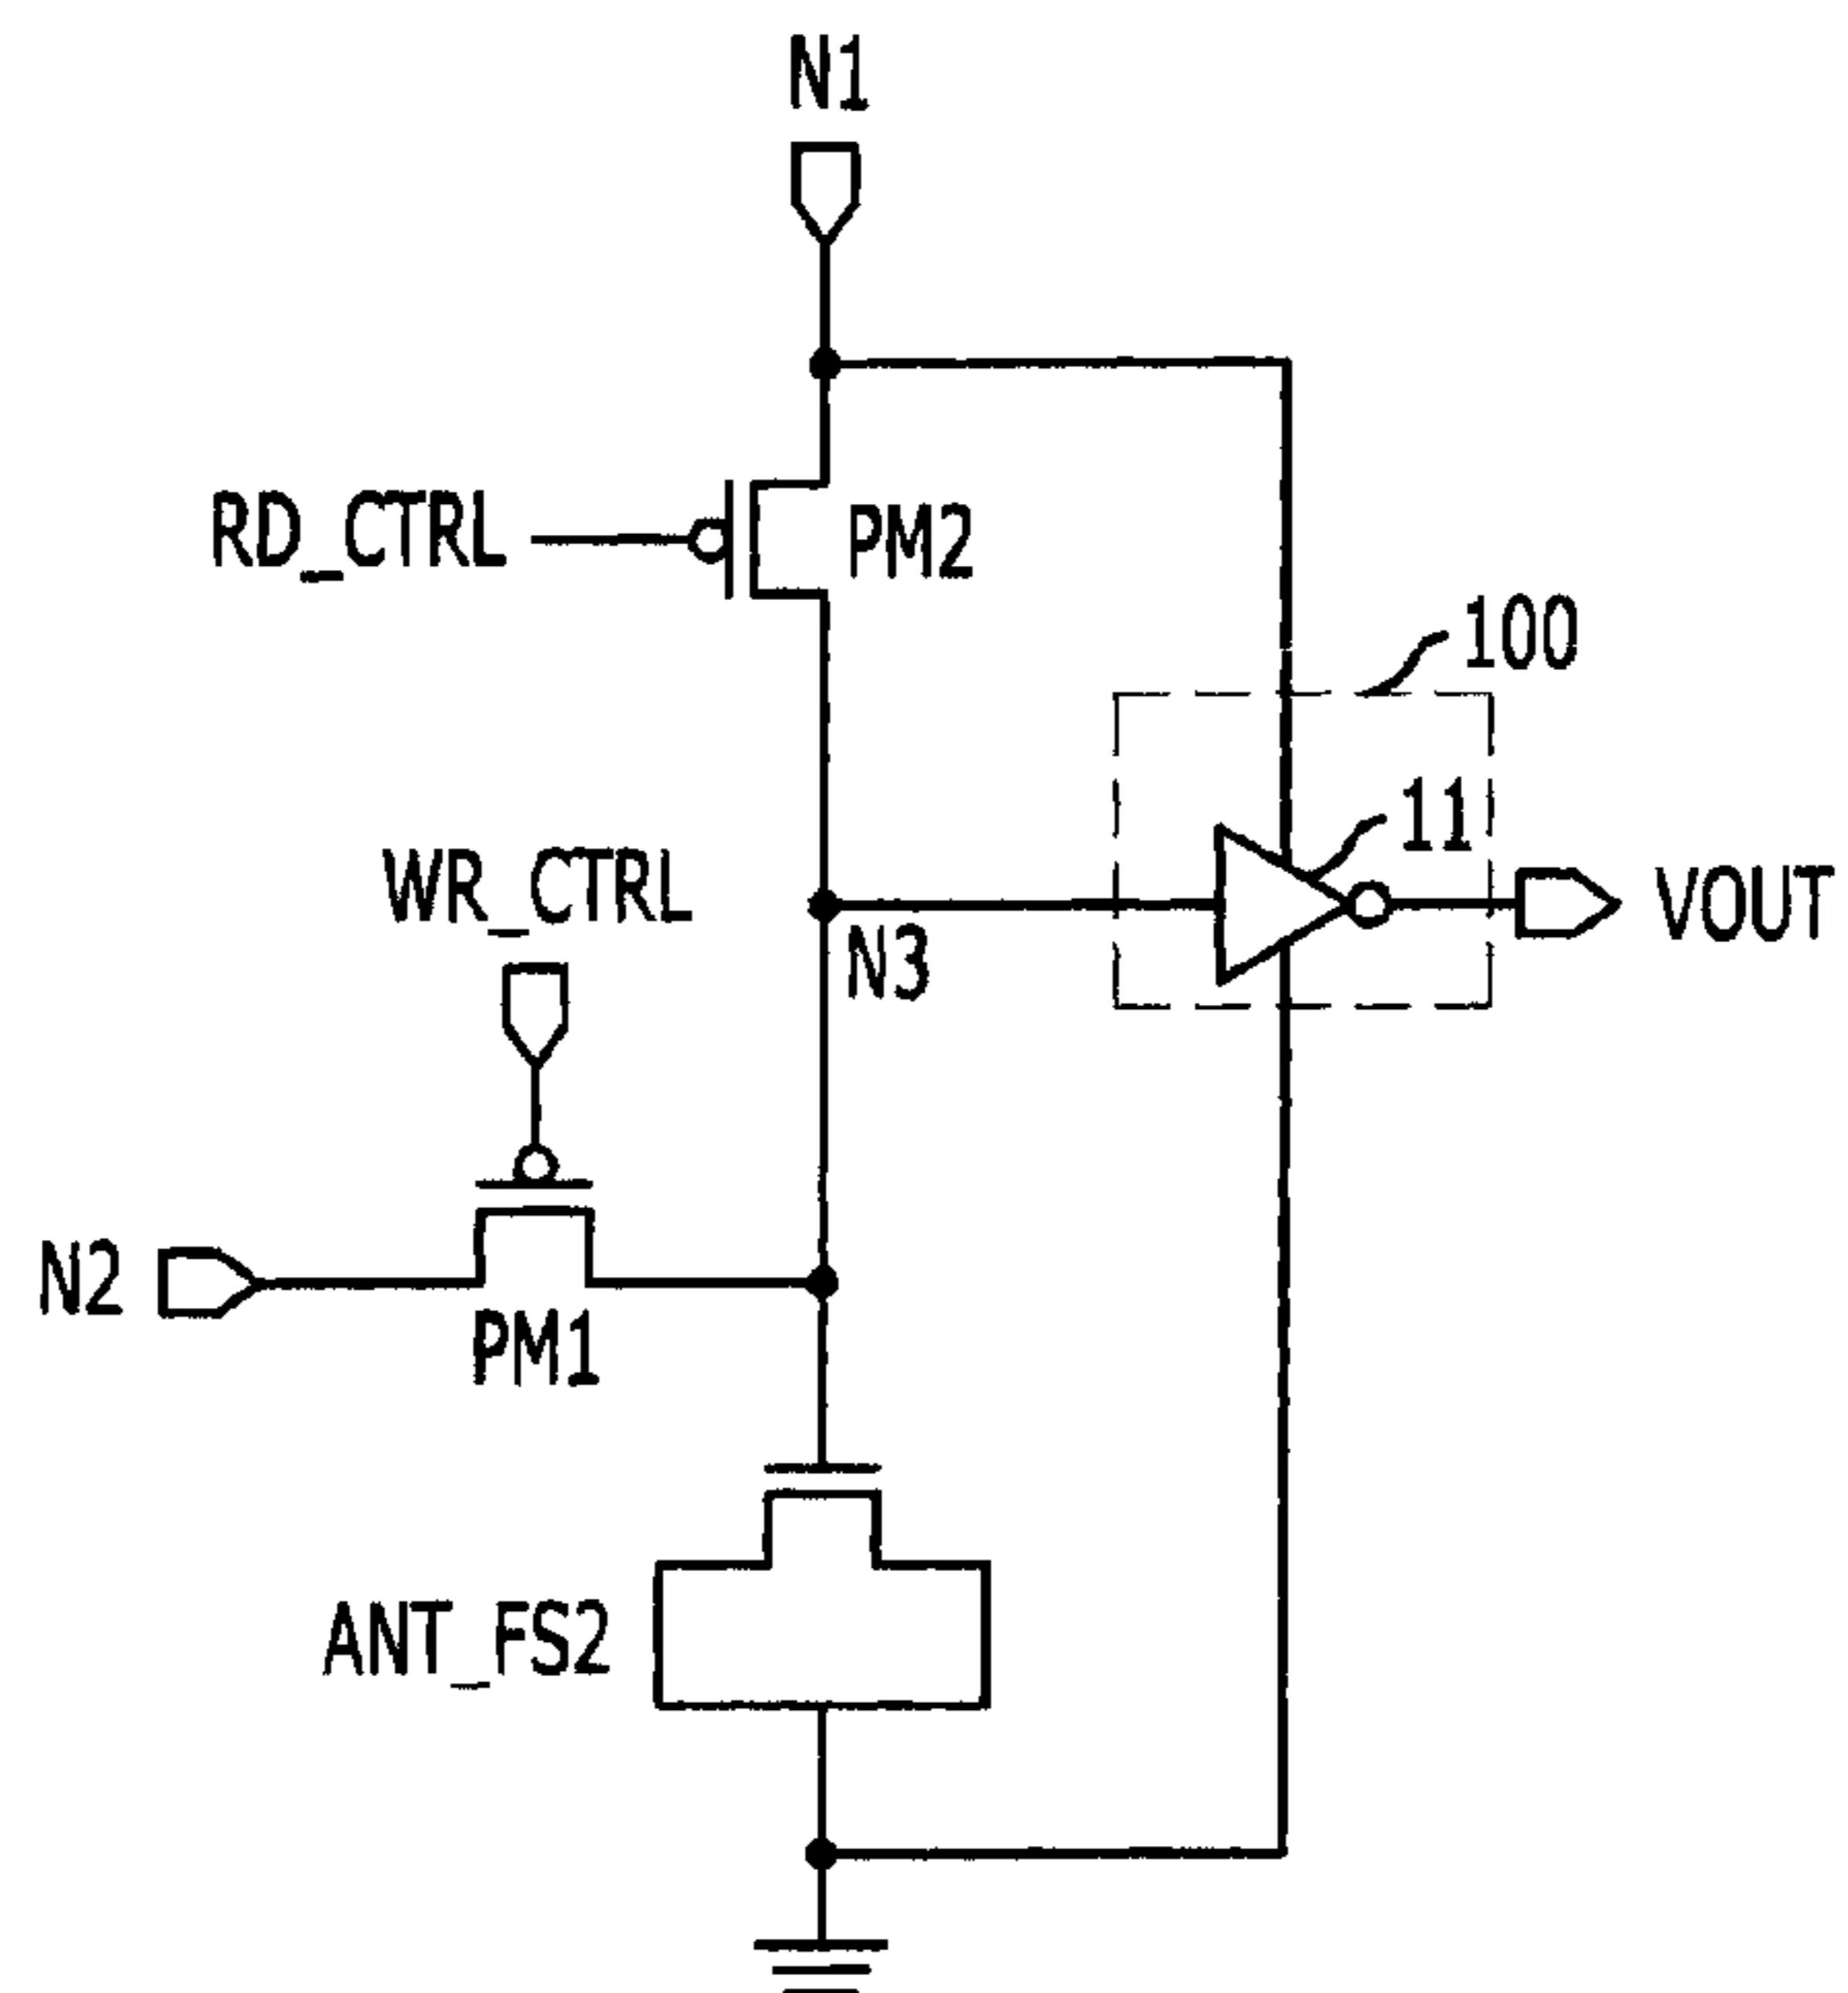 N1
RD_CTRL
PM2
100
11
WR_CTRL
VOUT
N3
N2
PM1
ANT_FS2